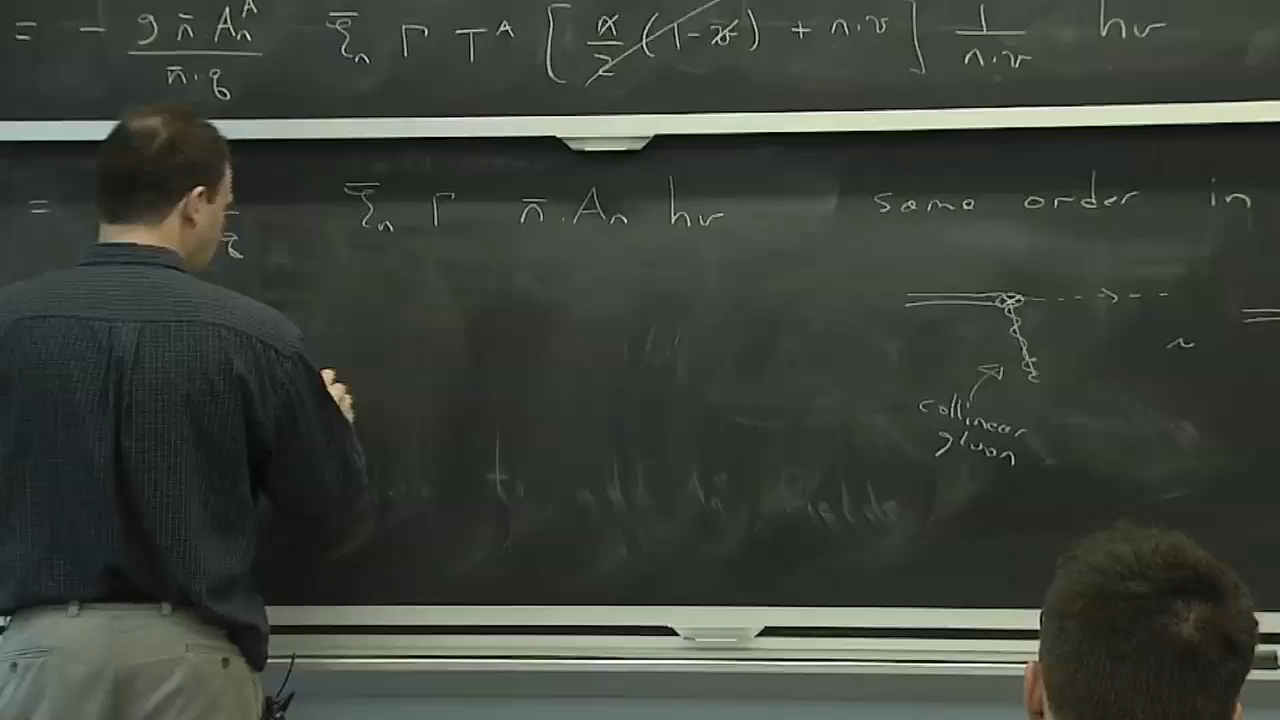 = - g n̄·A_n^A / n̄·q ξ̄_n Γ T^A [ n̸/2 (1-v̸) + n·v ] 1/n·v h_v
= ξ̄_n Γ n̄·A_n h_v same order in
~
collinear
gluon